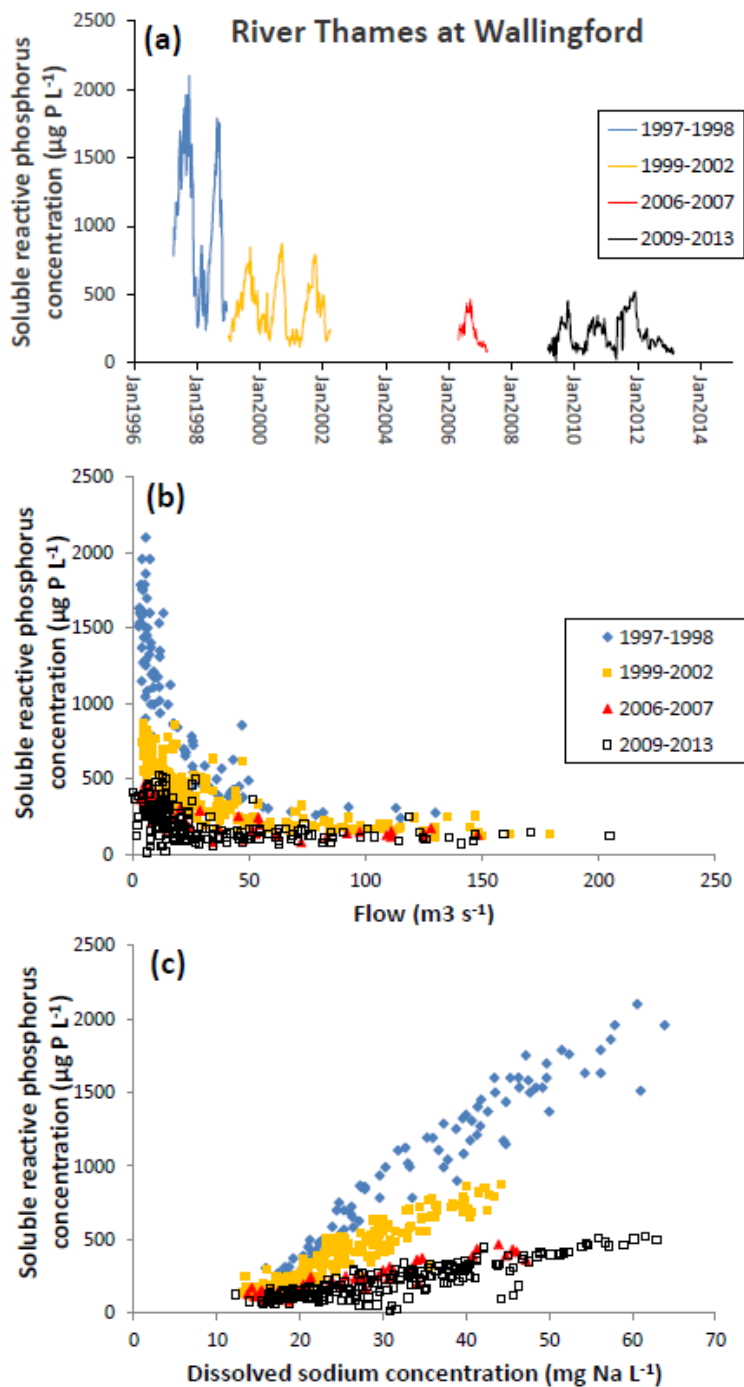 (a) River Thames at Wallingford
Soluble reactive phosphorus
concentration (µg P L⁻¹)
2500
2000
1500
1000
500
0
1997-1998
1999-2002
2006-2007
2009-2013
Jan1996
Jan1998
Jan2000
Jan2002
Jan2004
Jan2006
Jan2008
Jan2010
Jan2012
Jan2014
(b)
Soluble reactive phosphorus
concentration (µg P L⁻¹)
2500
2000
1500
1000
500
0
1997-1998
1999-2002
2006-2007
2009-2013
0 50 100 150 200 250
Flow (m3 s⁻¹)
(c)
Soluble reactive phosphorus
concentration (µg P L⁻¹)
2500
2000
1500
1000
500
0
0 10 20 30 40 50 60 70
Dissolved sodium concentration (mg Na L⁻¹)